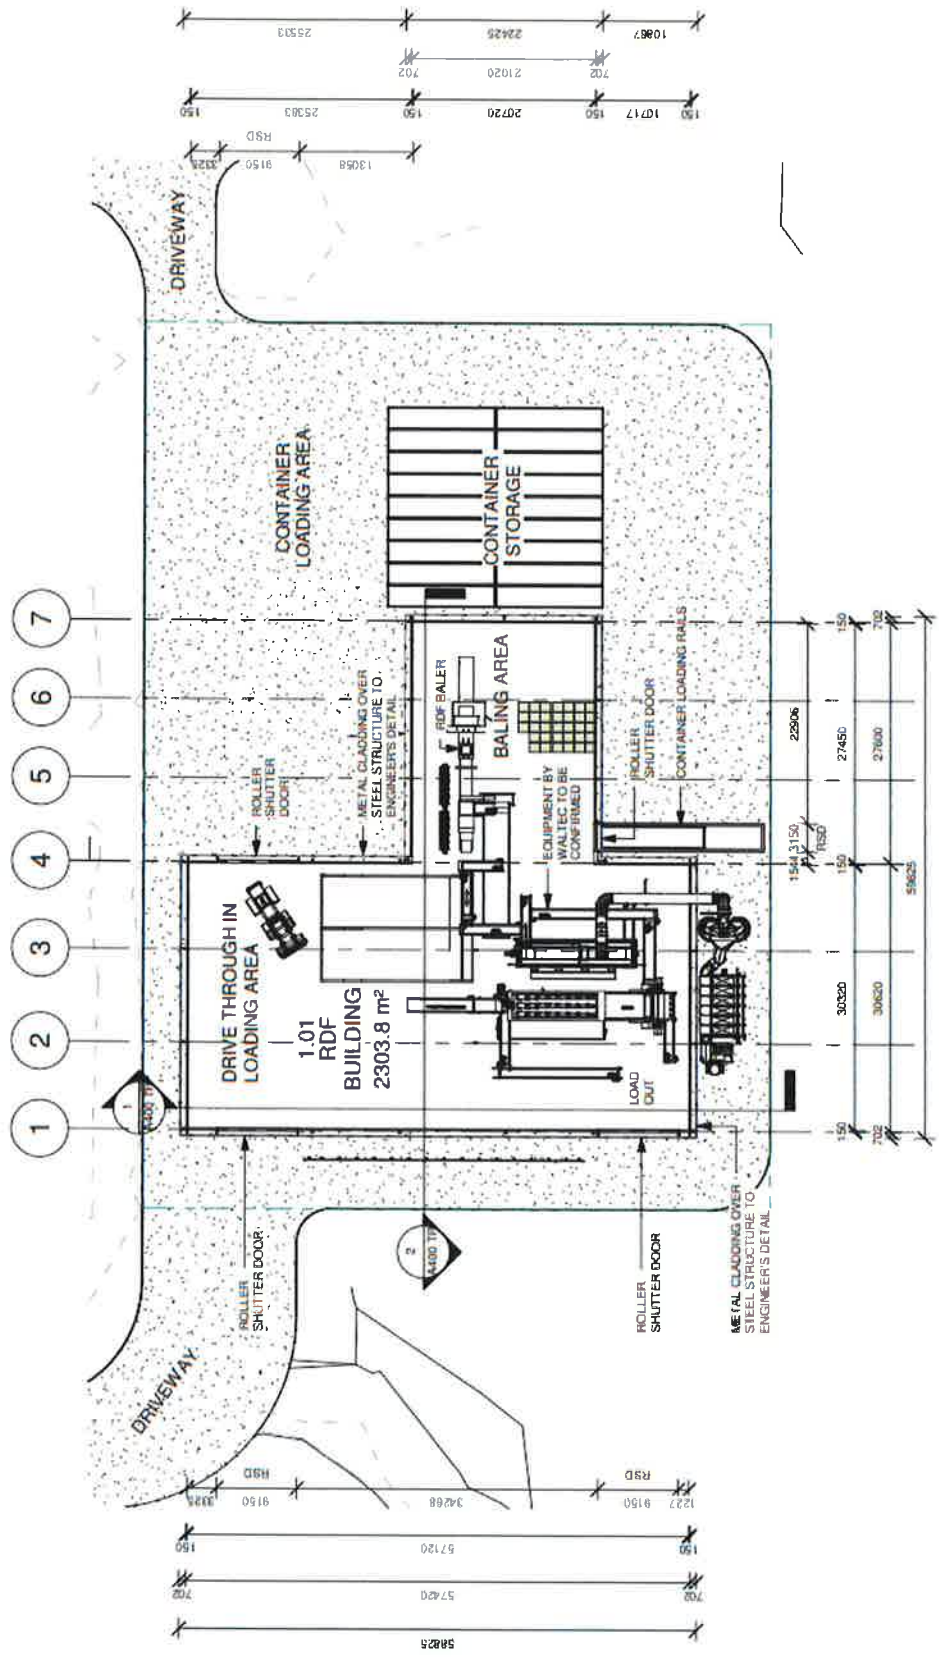 25533
22425
10867
702
21020
702
150
25383
150
20720
150
10717
150
3325
9150
13058
RSD
DRIVEWAY
CONTAINER
LOADING AREA
CONTAINER
STORAGE
7
6
5
4
3
2
1
ROLLER
SHUTTER
DOOR
METAL CLADDING OVER
STEEL STRUCTURE TO
ENGINEER'S DETAIL
RDF BALER
BALING AREA
EQUIPMENT BY
WALTEC TO BE
CONFIRMED
ROLLER
SHUTTER DOOR
CONTAINER LOADING RAILS
DRIVE THROUGH IN
LOADING AREA
1.01
RDF
BUILDING
2303.8 m²
LOAD
OUT
22906
3150
RSD
1544
150
27450
150
30320
150
702
27600
30620
702
59625
1
A400
2
A400
ROLLER
SHUTTER DOOR
ROLLER
SHUTTER DOOR
METAL CLADDING OVER
STEEL STRUCTURE TO
ENGINEER'S DETAIL
DRIVEWAY
RSD
RSD
3325
9150
34268
9150
1227
150
57120
150
702
57420
702
58825